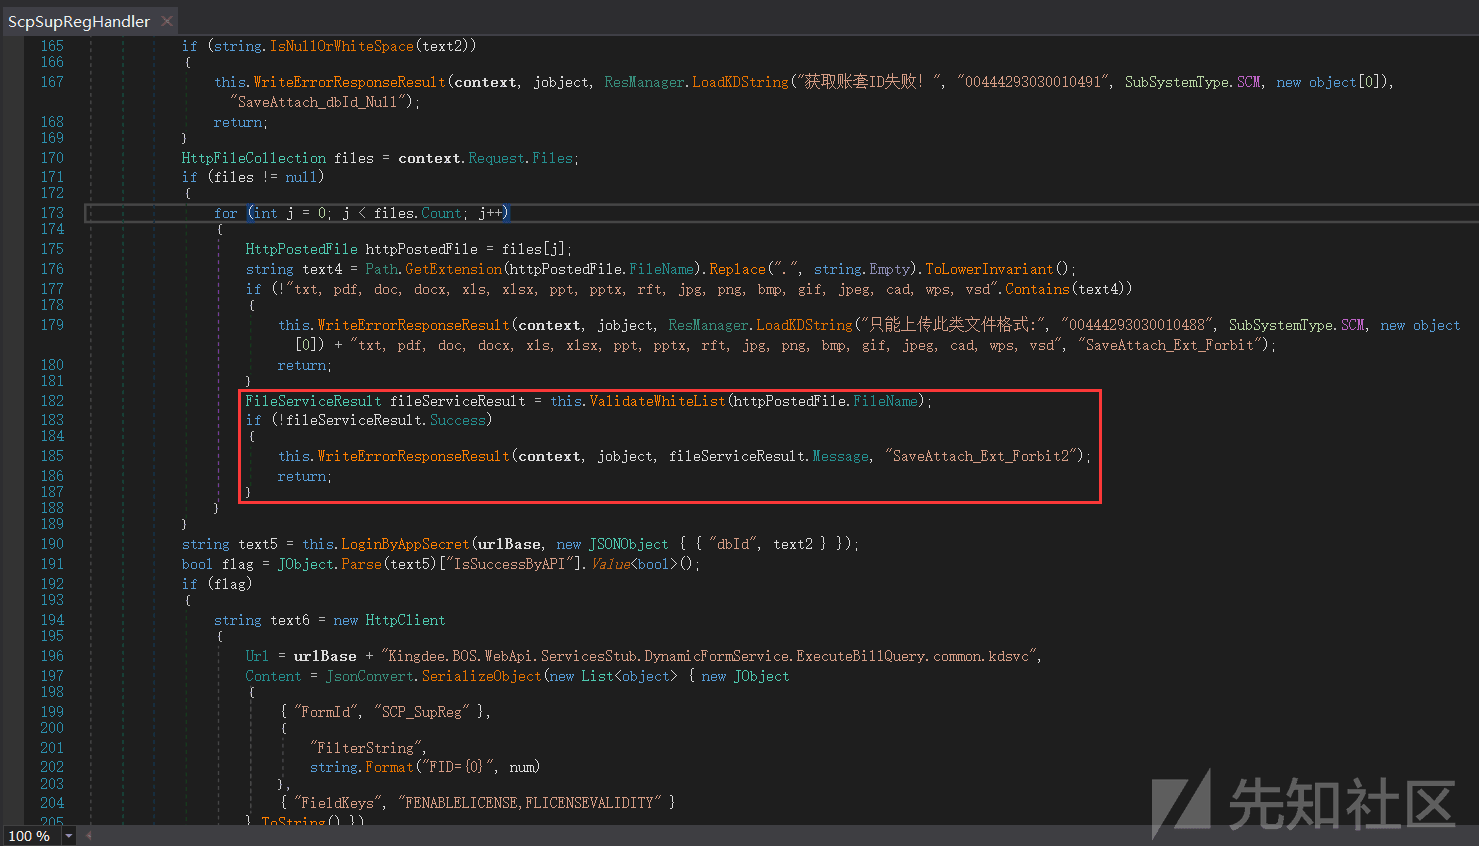 ScpSupRegHandler
165 if (string.IsNullOrWhiteSpace(text2))
166 {
167 this.WriteErrorResponseResult(context, jobject, ResManager.LoadKDString("获取账套ID失败！", "00444293030010491", SubSystemType.SCM, new object[0]),
"SaveAttach_dbId_Null");
168 return;
169 }
170 HttpFileCollection files = context.Request.Files;
171 if (files != null)
172 {
173 for (int j = 0; j < files.Count; j++)
174 {
175 HttpPostedFile httpPostedFile = files[j];
176 string text4 = Path.GetExtension(httpPostedFile.FileName).Replace(".", string.Empty).ToLowerInvariant();
177 if (!"txt, pdf, doc, docx, xls, xlsx, ppt, pptx, rft, jpg, png, bmp, gif, jpeg, cad, wps, vsd".Contains(text4))
178 {
179 this.WriteErrorResponseResult(context, jobject, ResManager.LoadKDString("只能上传此类文件格式:", "00444293030010488", SubSystemType.SCM, new object
[0]) + "txt, pdf, doc, docx, xls, xlsx, ppt, pptx, rft, jpg, png, bmp, gif, jpeg, cad, wps, vsd", "SaveAttach_Ext_Forbit");
180 return;
181 }
182 FileServiceResult fileServiceResult = this.ValidateWhiteList(httpPostedFile.FileName);
183 if (!fileServiceResult.Success)
184 {
185 this.WriteErrorResponseResult(context, jobject, fileServiceResult.Message, "SaveAttach_Ext_Forbit2");
186 return;
187 }
188 }
189 }
190 string text5 = this.LoginByAppSecret(urlBase, new JSONObject { { "dbId", text2 } });
191 bool flag = JObject.Parse(text5)["IsSuccessByAPI"].Value<bool>();
192 if (flag)
193 {
194 string text6 = new HttpClient
195 {
196 Url = urlBase + "Kingdee.BOS.WebApi.ServicesStub.DynamicFormService.ExecuteBillQuery.common.kdsvc",
197 Content = JsonConvert.SerializeObject(new List<object> { new JObject
198 {
199 { "FormId", "SCP_SupReg" },
200 {
201 "FilterString",
202 string.Format("FID={0}", num)
203 },
204 { "FieldKeys", "FENABLELICENSE,FLICENSEVALIDITY" }
205 }.ToString() })
100 %
先知社区